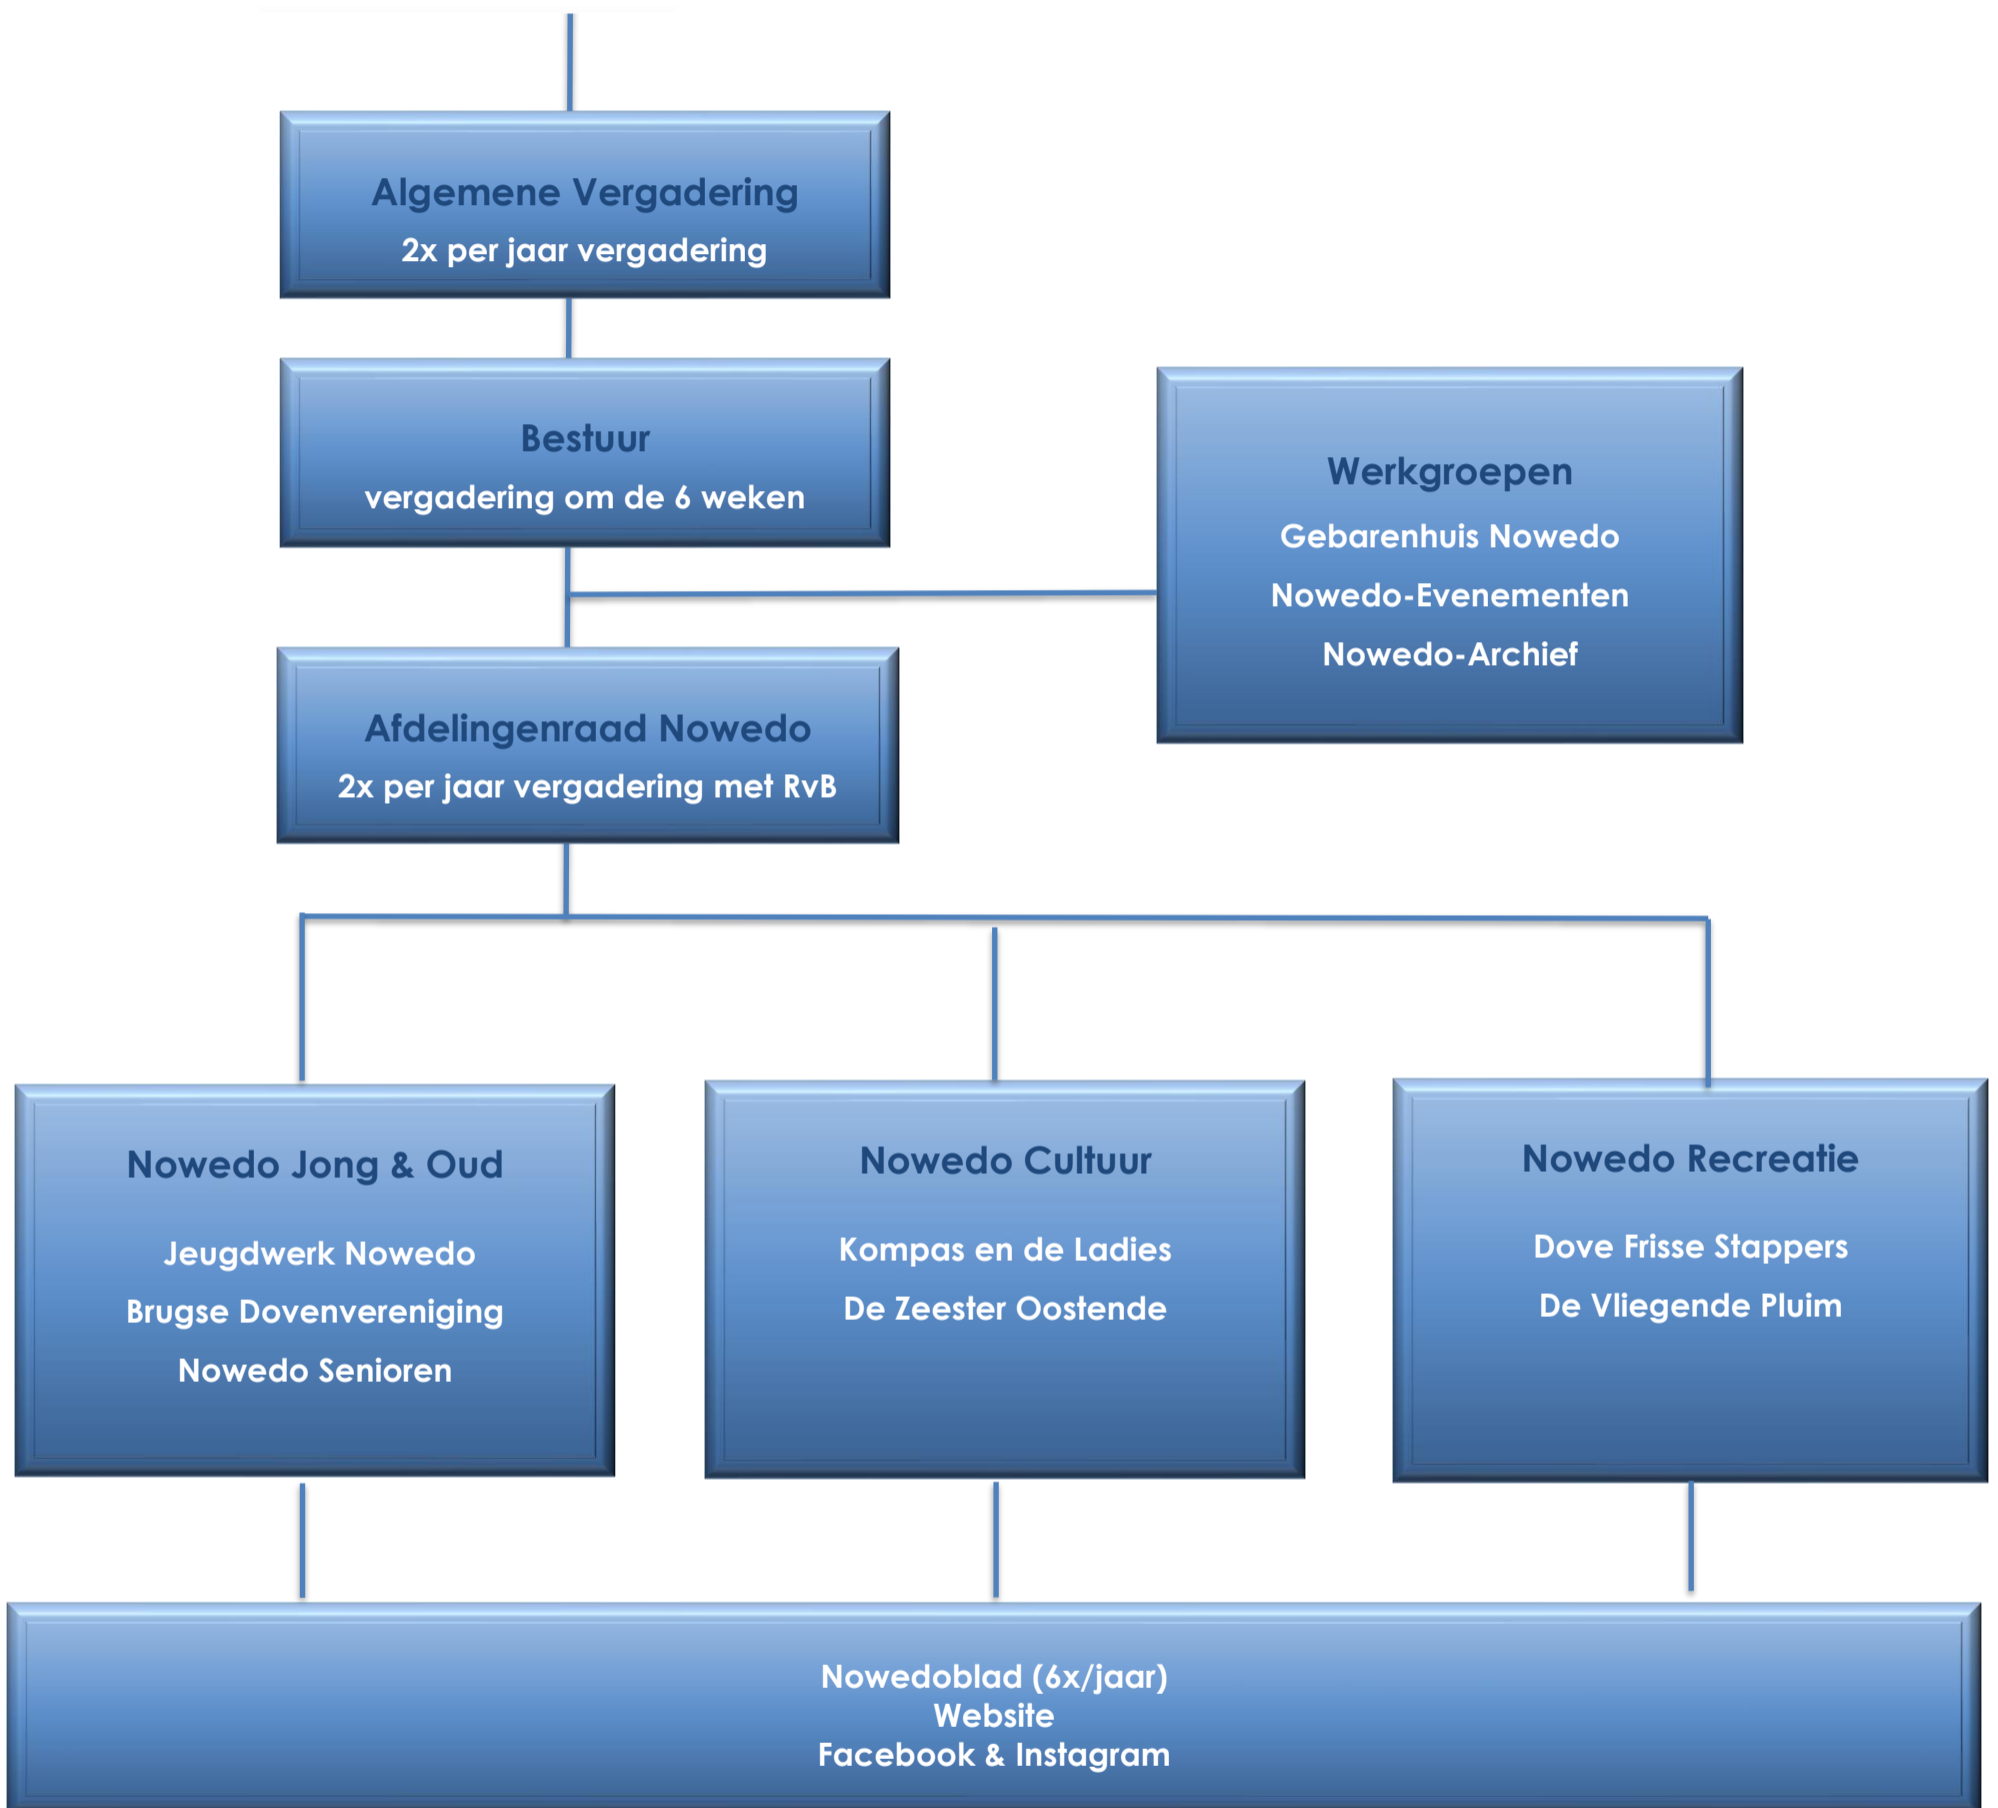 Algemene Vergadering
2x per jaar vergadering
Bestuur
vergadering om de 6 weken
Werkgroepen
Gebarenhuis Nowedo
Nowedo-Evenementen
Nowedo-Archief
Afdelingenraad Nowedo
2x per jaar vergadering met RvB
Nowedo Jong & Oud
Jeugdwerk Nowedo
Brugse Dovenvereniging
Nowedo Senioren
Nowedo Cultuur
Kompas en de Ladies
De Zeester Oostende
Nowedo Recreatie
Dove Frisse Stappers
De Vliegende Pluim
Nowedoblad (6x/jaar)
Website
Facebook & Instagram